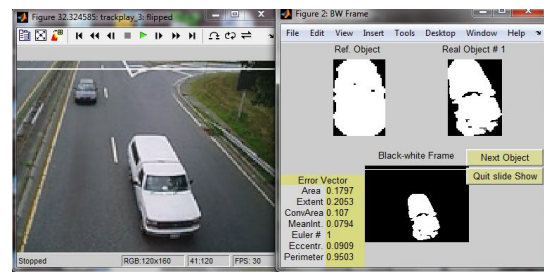 Figure 32.324585: trackplay_3: flipped
Stopped
RGB:120x160
41:120
FPS: 30
Figure 2: BW Frame
File Edit View Insert Tools Desktop Window Help
Ref. Object
Real Object # 1
Black-white Frame
Next Object
Quit slide Show
Error Vector
Area 0.1797
Extent 0.2053
ConvArea 0.107
MeanInt. 0.0794
Euler # 1
Eccentr. 0.0909
Perimeter 0.9503